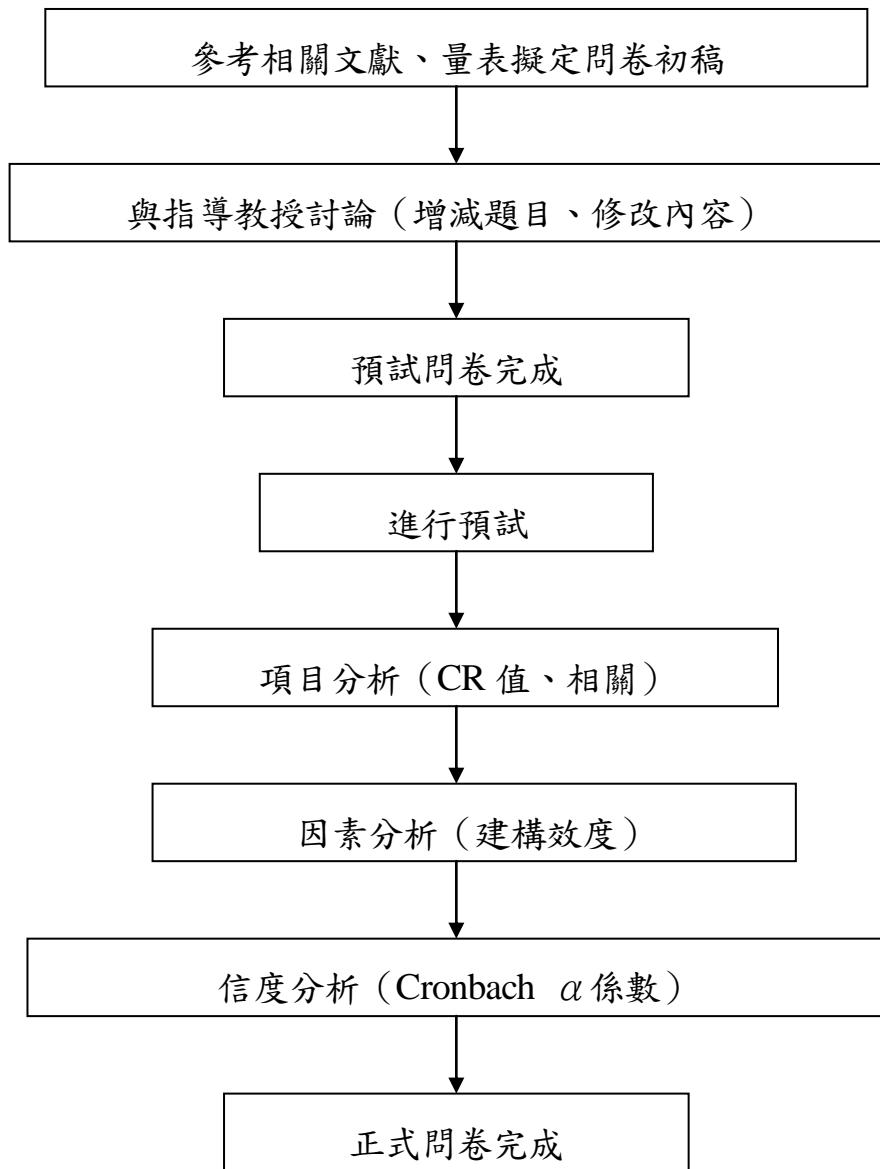 參考相關文獻、量表擬定問卷初稿
與指導教授討論（增減題目、修改內容）
預試問卷完成
進行預試
項目分析（CR 值、相關）
因素分析（建構效度）
信度分析（Cronbach α係數）
正式問卷完成